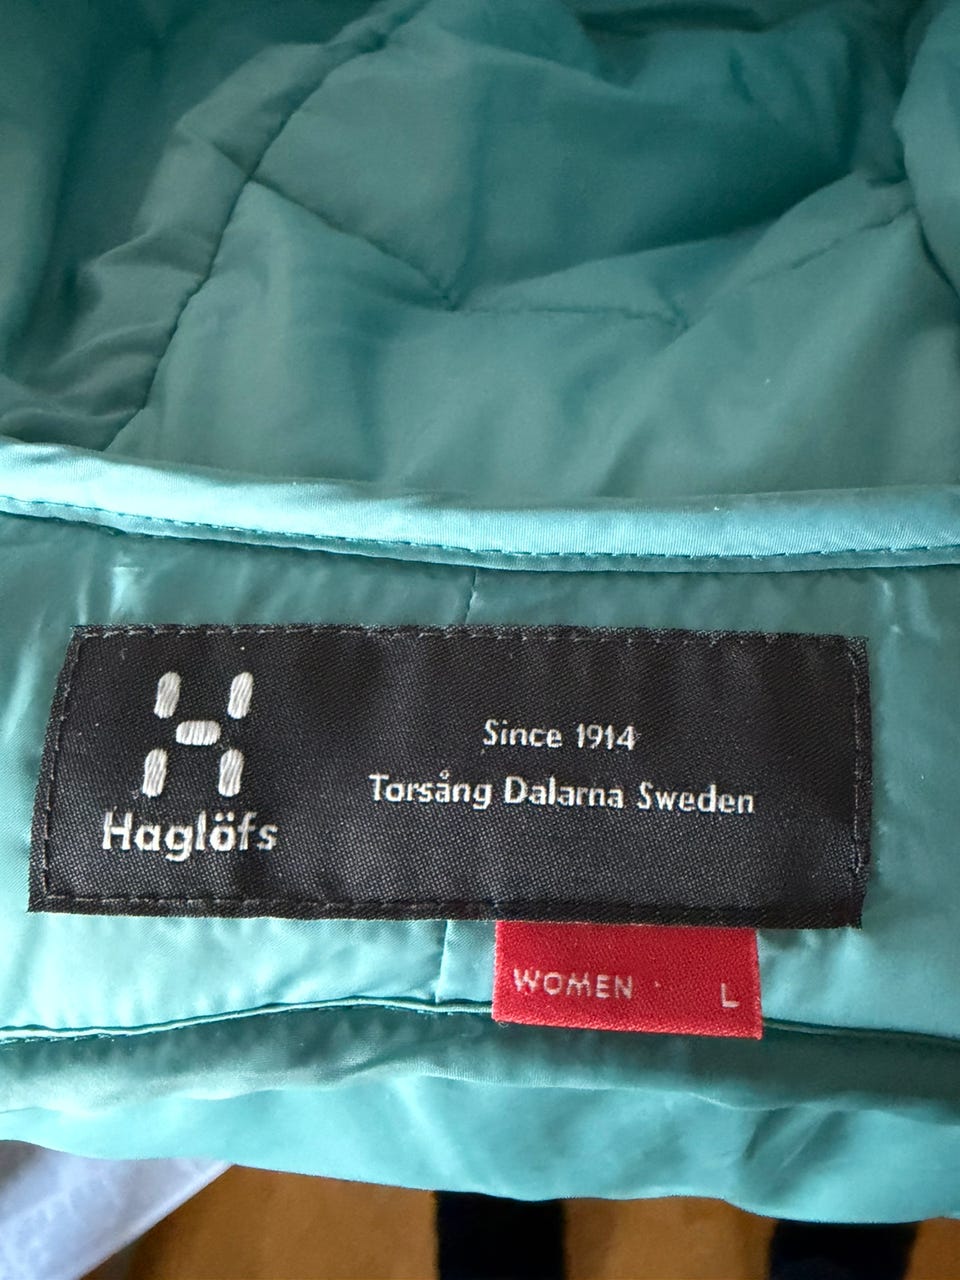 Haglöfs
Since 1914
Torsång Dalarna Sweden
WOMEN · L